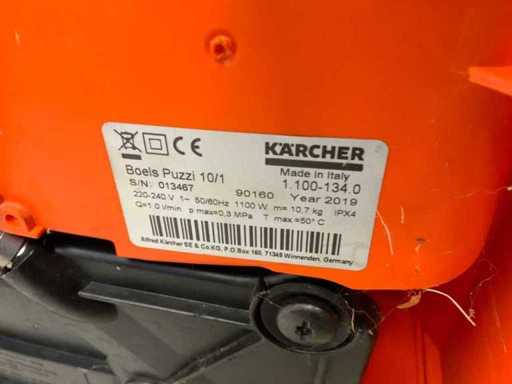 KÄRCHER
Boels Puzzi 10/1
Made in Italy
S/N: 013467
90160
1.100-134.0
Year 2019
220-240 V 1~ 50/60Hz 1100 W m= 10,7 kg IPX4
Q=1.0 l/min p max=0,3 MPa T max=50° C
Alfred Kärcher SE & Co.KG, P.O.Box 160, 71349 Winnenden, Germany